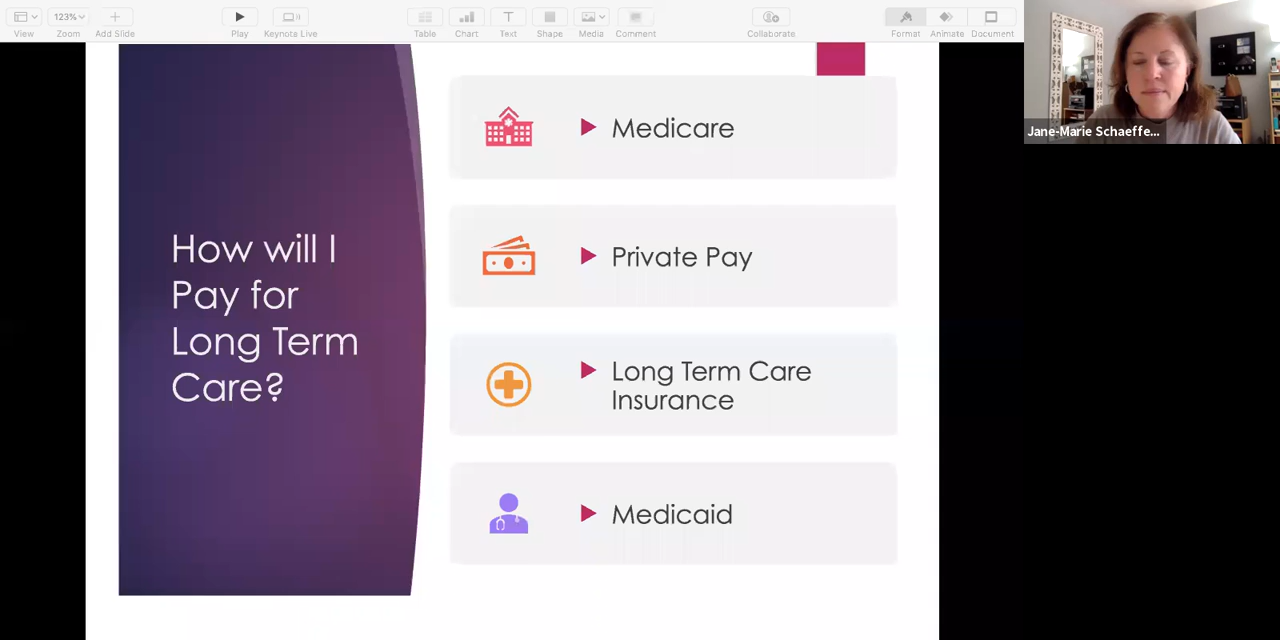 View
123%
Zoom
Add Slide
Play
Keynote Live
Table
Chart
Text
Shape
Media
Comment
Collaborate
Format
Animate
Document
Jane-Marie Schaeffe...
How will I
Pay for
Long Term
Care?
Medicare
Private Pay
Long Term Care
Insurance
Medicaid